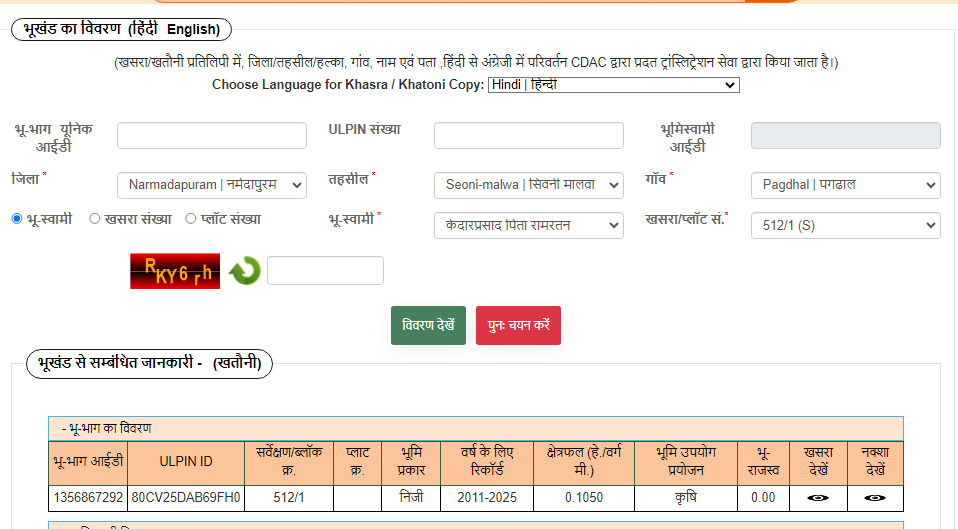 भूखंड का विवरण (हिंदी English)
(खसरा/खतौनी प्रतिलिपी में, जिला/तहसील/हल्का, गांव, नाम एवं पता ,हिंदी से अंग्रेजी में परिवर्तन CDAC द्वारा प्रदत ट्रांस्लिट्रेशन सेवा द्वारा किया जाता है।)
Choose Language for Khasra / Khatoni Copy: Hindi | हिन्दी
भू-भाग यूनिक आईडी ULPIN संख्या भूमिस्वामी आईडी
जिला * Narmadapuram | नर्मदापुरम तहसील * Seoni-malwa | सिवनी मालवा गाँव * Pagdhal | पगढाल
भू-स्वामी खसरा संख्या प्लॉट संख्या भू-स्वामी * केदारप्रसाद पिता रामरतन खसरा/प्लॉट सं.* 512/1 (S)
RKY6rh
विवरण देखें पुनः चयन करें
भूखंड से सम्बंधित जानकारी - (खतौनी)
- भू-भाग का विवरण
भू-भाग आईडी ULPIN ID सर्वेक्षण/ब्लॉक क्र. प्लाट क्र. भूमि प्रकार वर्ष के लिए रिकॉर्ड क्षेत्रफल (हे./वर्ग मी.) भूमि उपयोग प्रयोजन भू-राजस्व खसरा देखें नक्शा देखें
1356867292 80CV25DAB69FH0 512/1 निजी 2011-2025 0.1050 कृषि 0.00